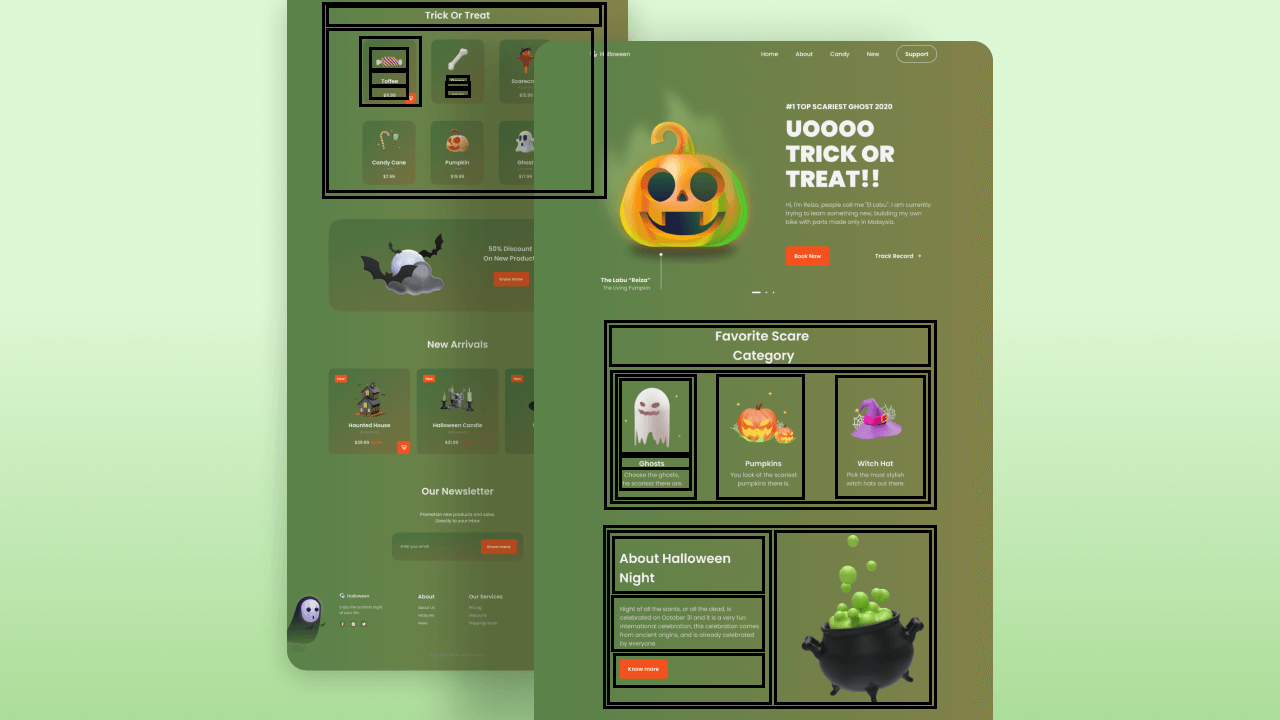 Trick Or Treat
Toffee
Scarecro
$15.99
Candy Cane
$7.99
Pumpkin
$19.99
Ghost
$17.99
50% Discount
On New Product
Know more
New Arrivals
New
Haunted House
New
Halloween Candle
$21.99
New
Our Newsletter
Promotion new products and sales.
Directly to your inbox
Enter your email
Know more
Halloween
Enjoy the scariest night
of your life
About
About Us
Features
News
Our Services
Pricing
Discount
Halloween
Home
About
Candy
New
Support
#1 TOP SCARIEST GHOST 2020
UOOOO
TRICK OR
TREAT!!
Hi, I'm Reiza, people call me "El Labu". I am currently
trying to learn something new, building my own
bike with parts made only in Malaysia.
Book Now
Track Record →
The Labu "Reiza"
The Living Pumpkin
Favorite Scare
Category
Ghosts
Choose the ghosts,
he scariest there are.
Pumpkins
You look at the scariest
pumpkins there is.
Witch Hat
Pick the most stylish
witch hats out there.
About Halloween
Night
Night of all the saints, or all the dead, is
celebrated on October 31 and it is a very fun
international celebration, this celebration comes
from ancient origins, and is already celebrated
by everyone.
Know more